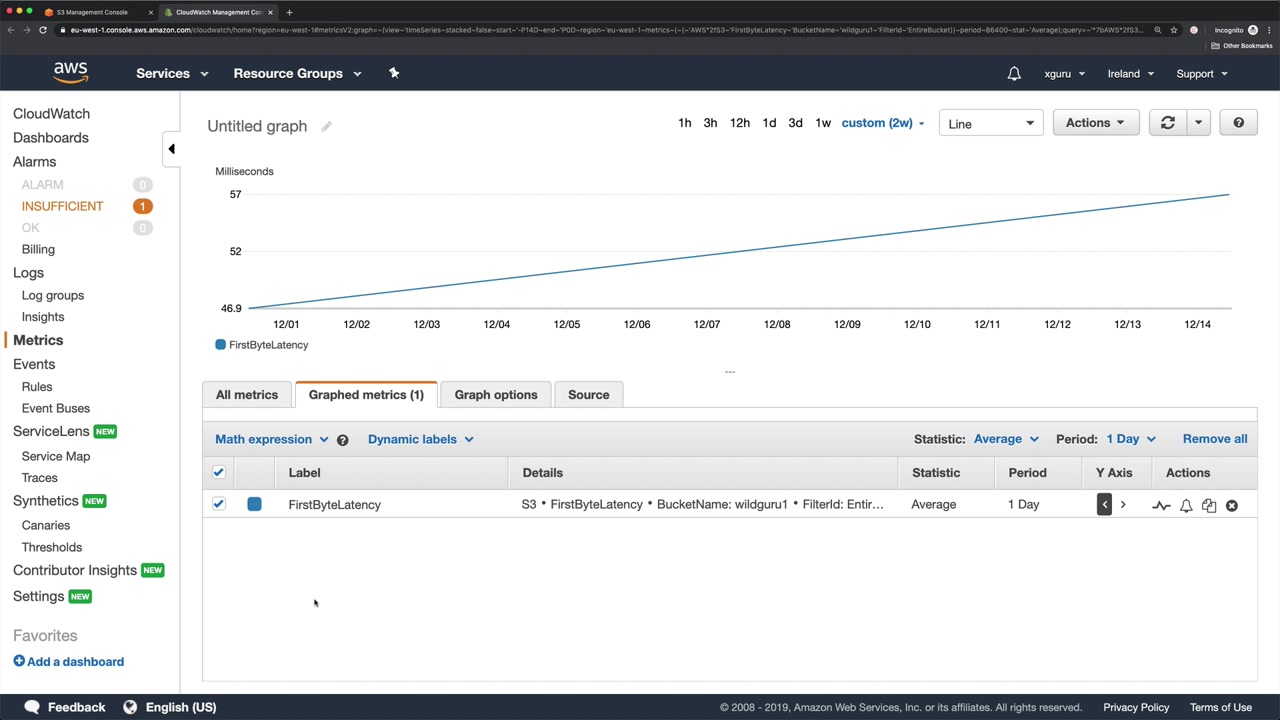 S3 Management Console
CloudWatch Management Con
eu-west-1.console.aws.amazon.com/cloudwatch/home?region=eu-west-1#metricsV2:graph=~(view~'timeSeries~stacked~false~start~'-P14D~end~'P0D~region~'eu-west-1~metrics~(~(~'AWS*2fS3~'FirstByteLatency~'BucketName~'wildguru1~'FilterId~'EntireBucket))~period~86400~stat~'Average);query=~'*7bAWS*2fS3...
Incognito
Other Bookmarks
aws
Services
Resource Groups
xguru
Ireland
Support
CloudWatch
Dashboards
Alarms
ALARM 0
INSUFFICIENT 1
OK 0
Billing
Logs
Log groups
Insights
Metrics
Events
Rules
Event Buses
ServiceLens NEW
Service Map
Traces
Synthetics NEW
Canaries
Thresholds
Contributor Insights NEW
Settings NEW
Favorites
Add a dashboard
Untitled graph
1h 3h 12h 1d 3d 1w custom (2w)
Line
Actions
Milliseconds
57
52
46.9
12/01 12/02 12/03 12/04 12/05 12/06 12/07 12/08 12/09 12/10 12/11 12/12 12/13 12/14
FirstByteLatency
All metrics
Graphed metrics (1)
Graph options
Source
Math expression
Dynamic labels
Statistic: Average
Period: 1 Day
Remove all
Label Details Statistic Period Y Axis Actions
FirstByteLatency S3 • FirstByteLatency • BucketName: wildguru1 • FilterId: Entir... Average 1 Day
Feedback
English (US)
© 2008 - 2019, Amazon Web Services, Inc. or its affiliates. All rights reserved.
Privacy Policy
Terms of Use